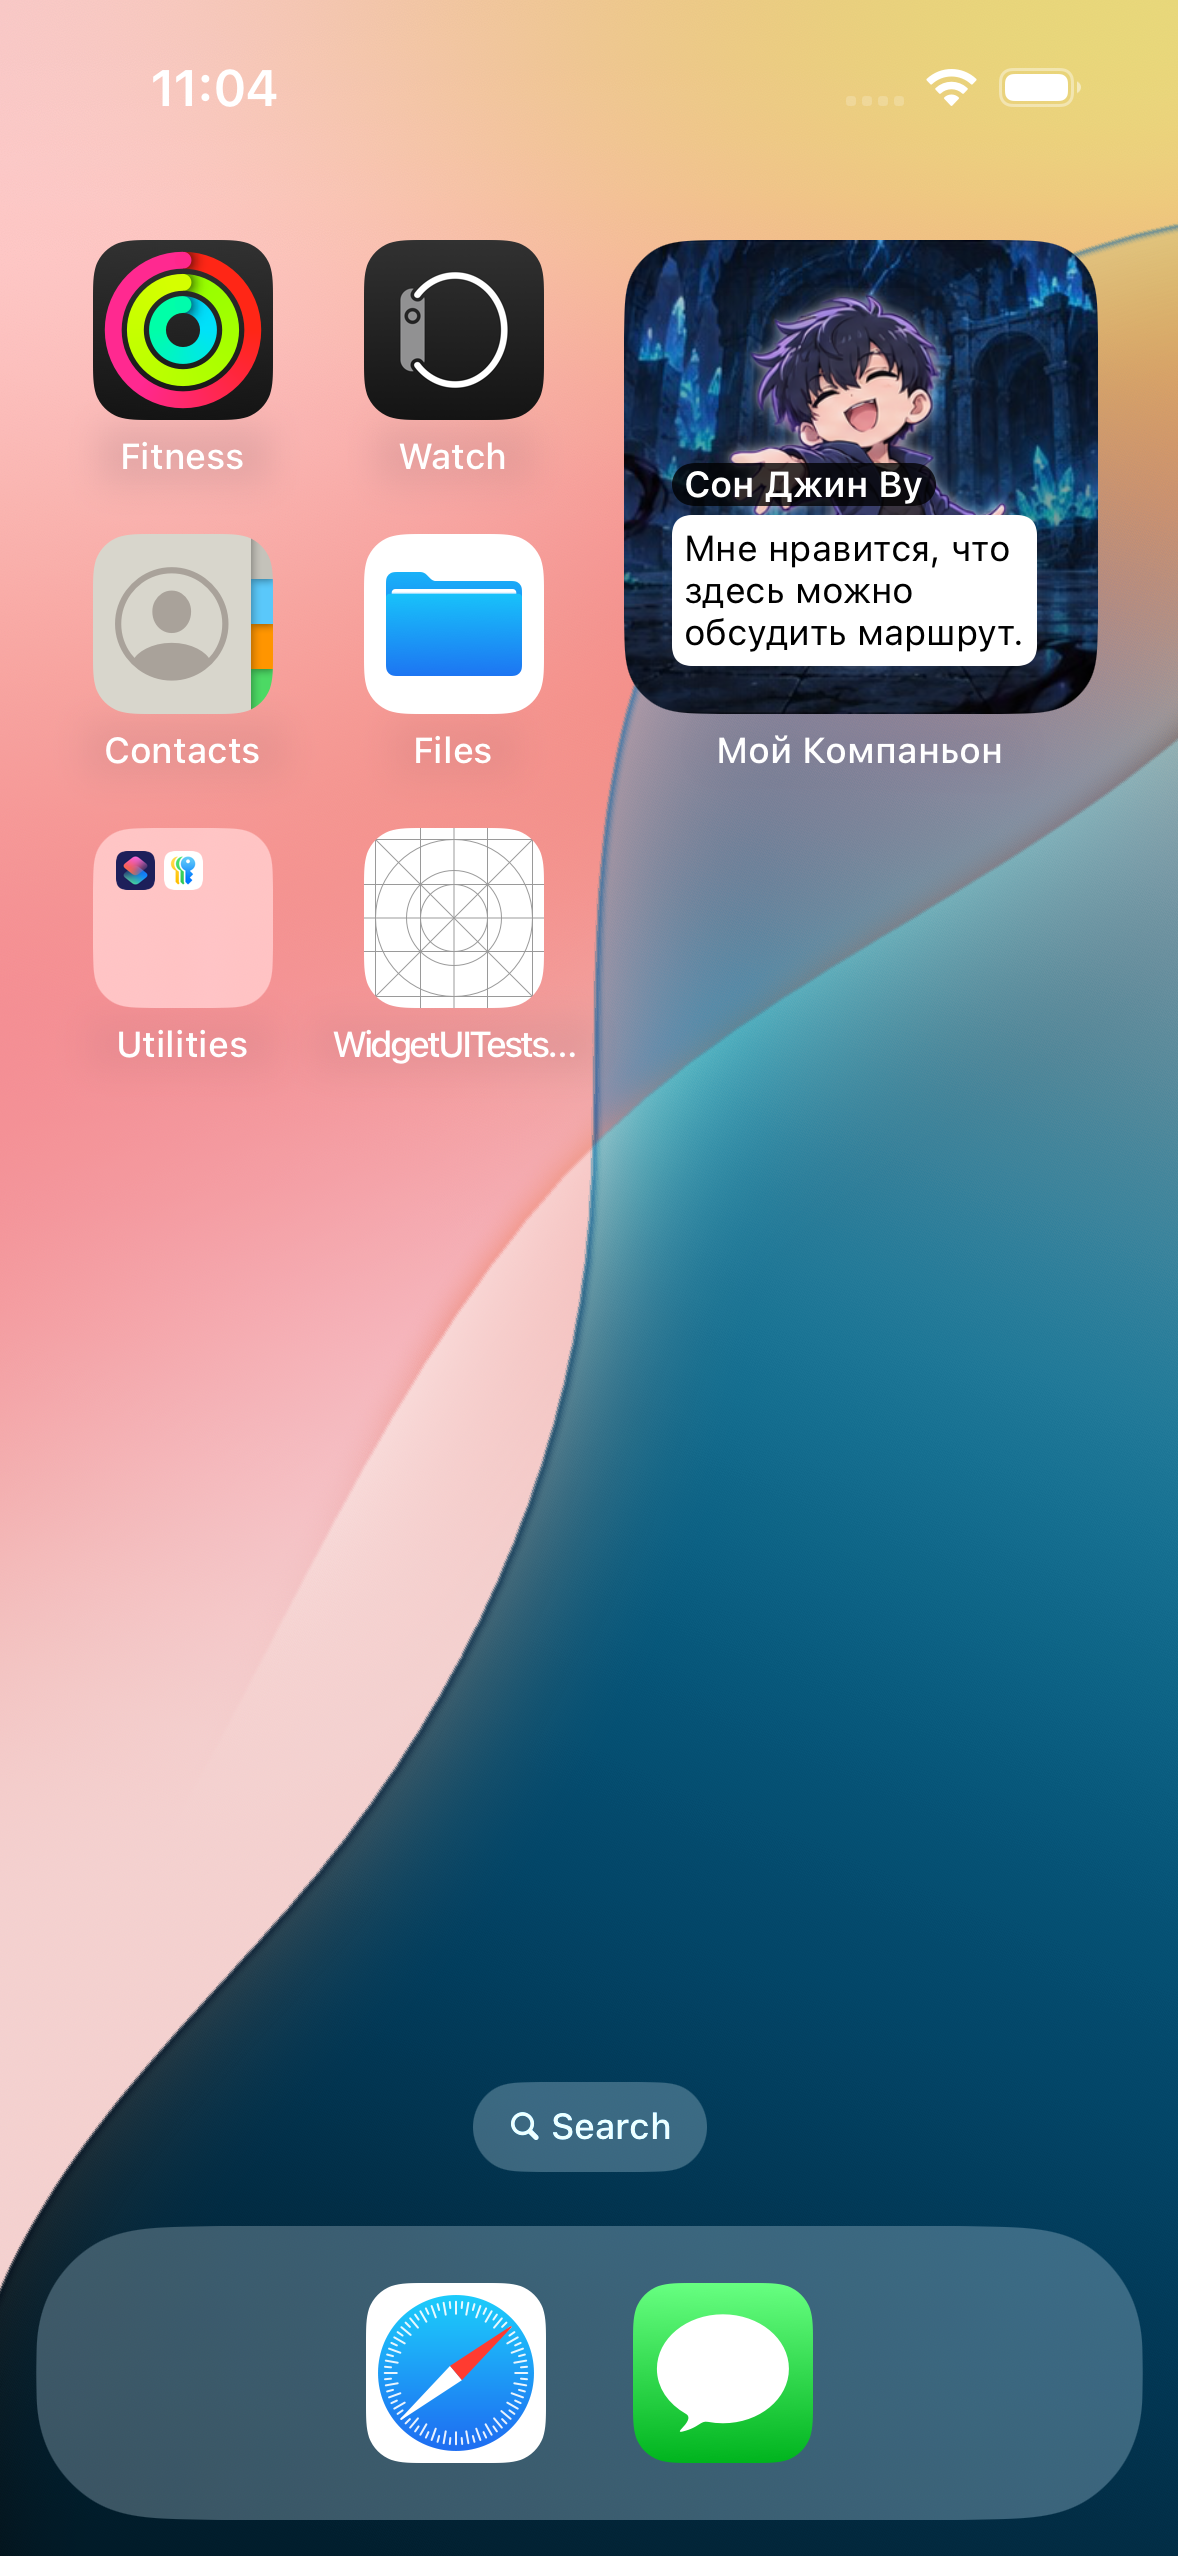 11:04
Fitness
Watch
Сон Джин Ву
Мне нравится, что
здесь можно
обсудить маршрут.
Contacts
Files
Мой Компаньон
Utilities
WidgetUITests...
Search